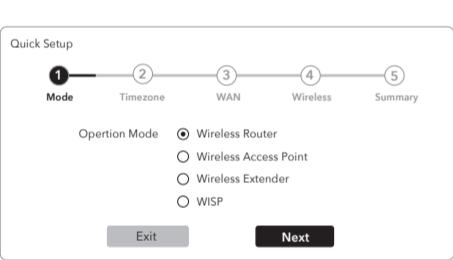 Quick Setup
1 2 3 4 5
Mode Timezone WAN Wireless Summary
Opertion Mode Wireless Router
Wireless Access Point
Wireless Extender
WISP
Exit Next